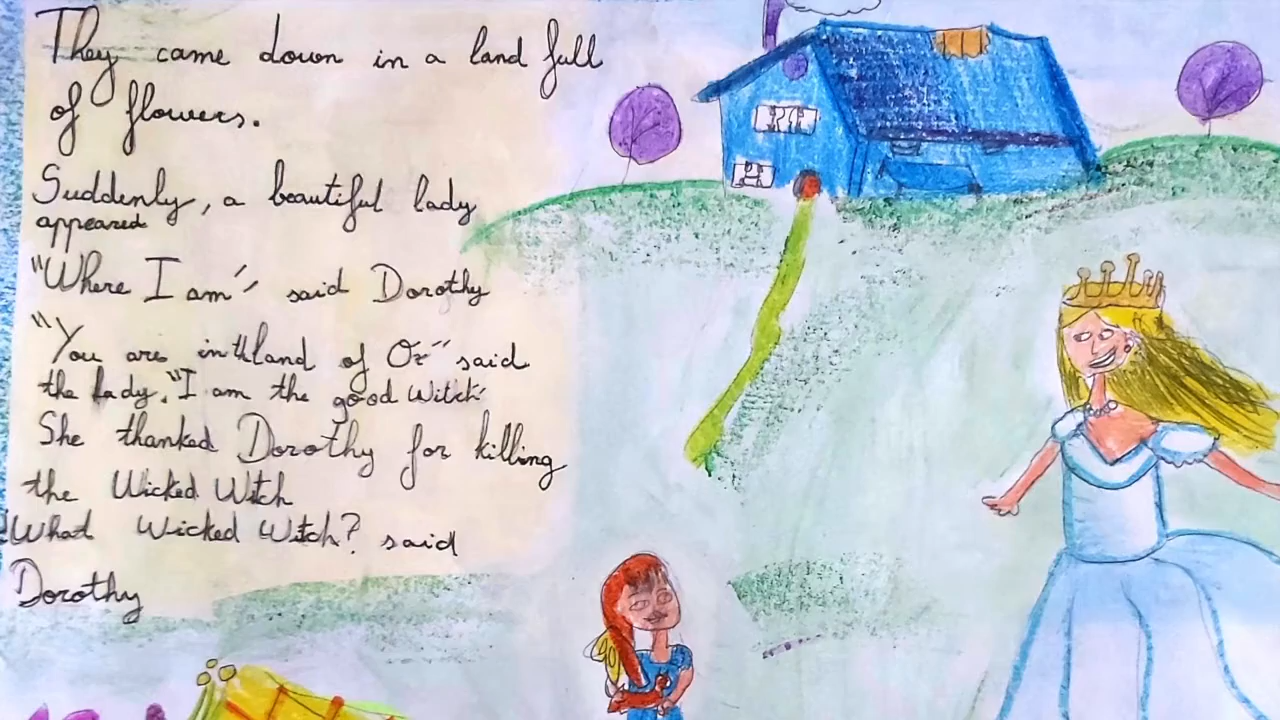 They came down in a land full
of flowers.
Suddenly, a beautiful lady
appeared
"Where I am" said Dorothy
"You are in thland of Oz" said
the lady. "I am the good Witch"
She thanked Dorothy for killing
the Wicked Witch
"What Wicked Witch? said
Dorothy